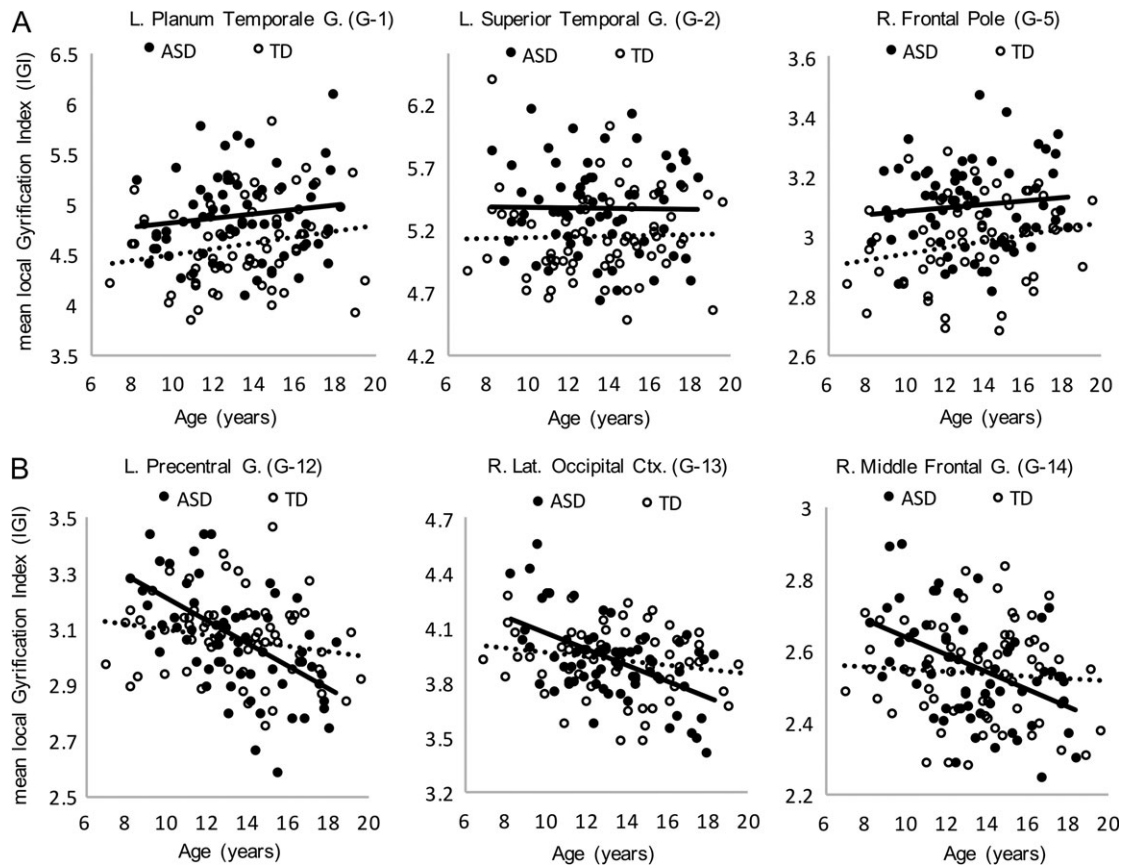 A
L. Planum Temporale G. (G-1)
L. Superior Temporal G. (G-2)
R. Frontal Pole (G-5)
ASD TD
ASD TD
ASD TD
mean local Gyrification Index (lGI)
6.5
6
5.5
5
4.5
4
3.5
6 8 10 12 14 16 18 20
Age (years)
6.2
5.7
5.2
4.7
4.2
6 8 10 12 14 16 18 20
Age (years)
3.6
3.4
3.2
3
2.8
2.6
6 8 10 12 14 16 18 20
Age (years)
B
L. Precentral G. (G-12)
R. Lat. Occipital Ctx. (G-13)
R. Middle Frontal G. (G-14)
ASD TD
ASD TD
ASD TD
mean local Gyrification Index (lGI)
3.5
3.3
3.1
2.9
2.7
2.5
6 8 10 12 14 16 18 20
Age (years)
4.7
4.4
4.1
3.8
3.5
3.2
6 8 10 12 14 16 18 20
Age (years)
3
2.8
2.6
2.4
2.2
6 8 10 12 14 16 18 20
Age (years)